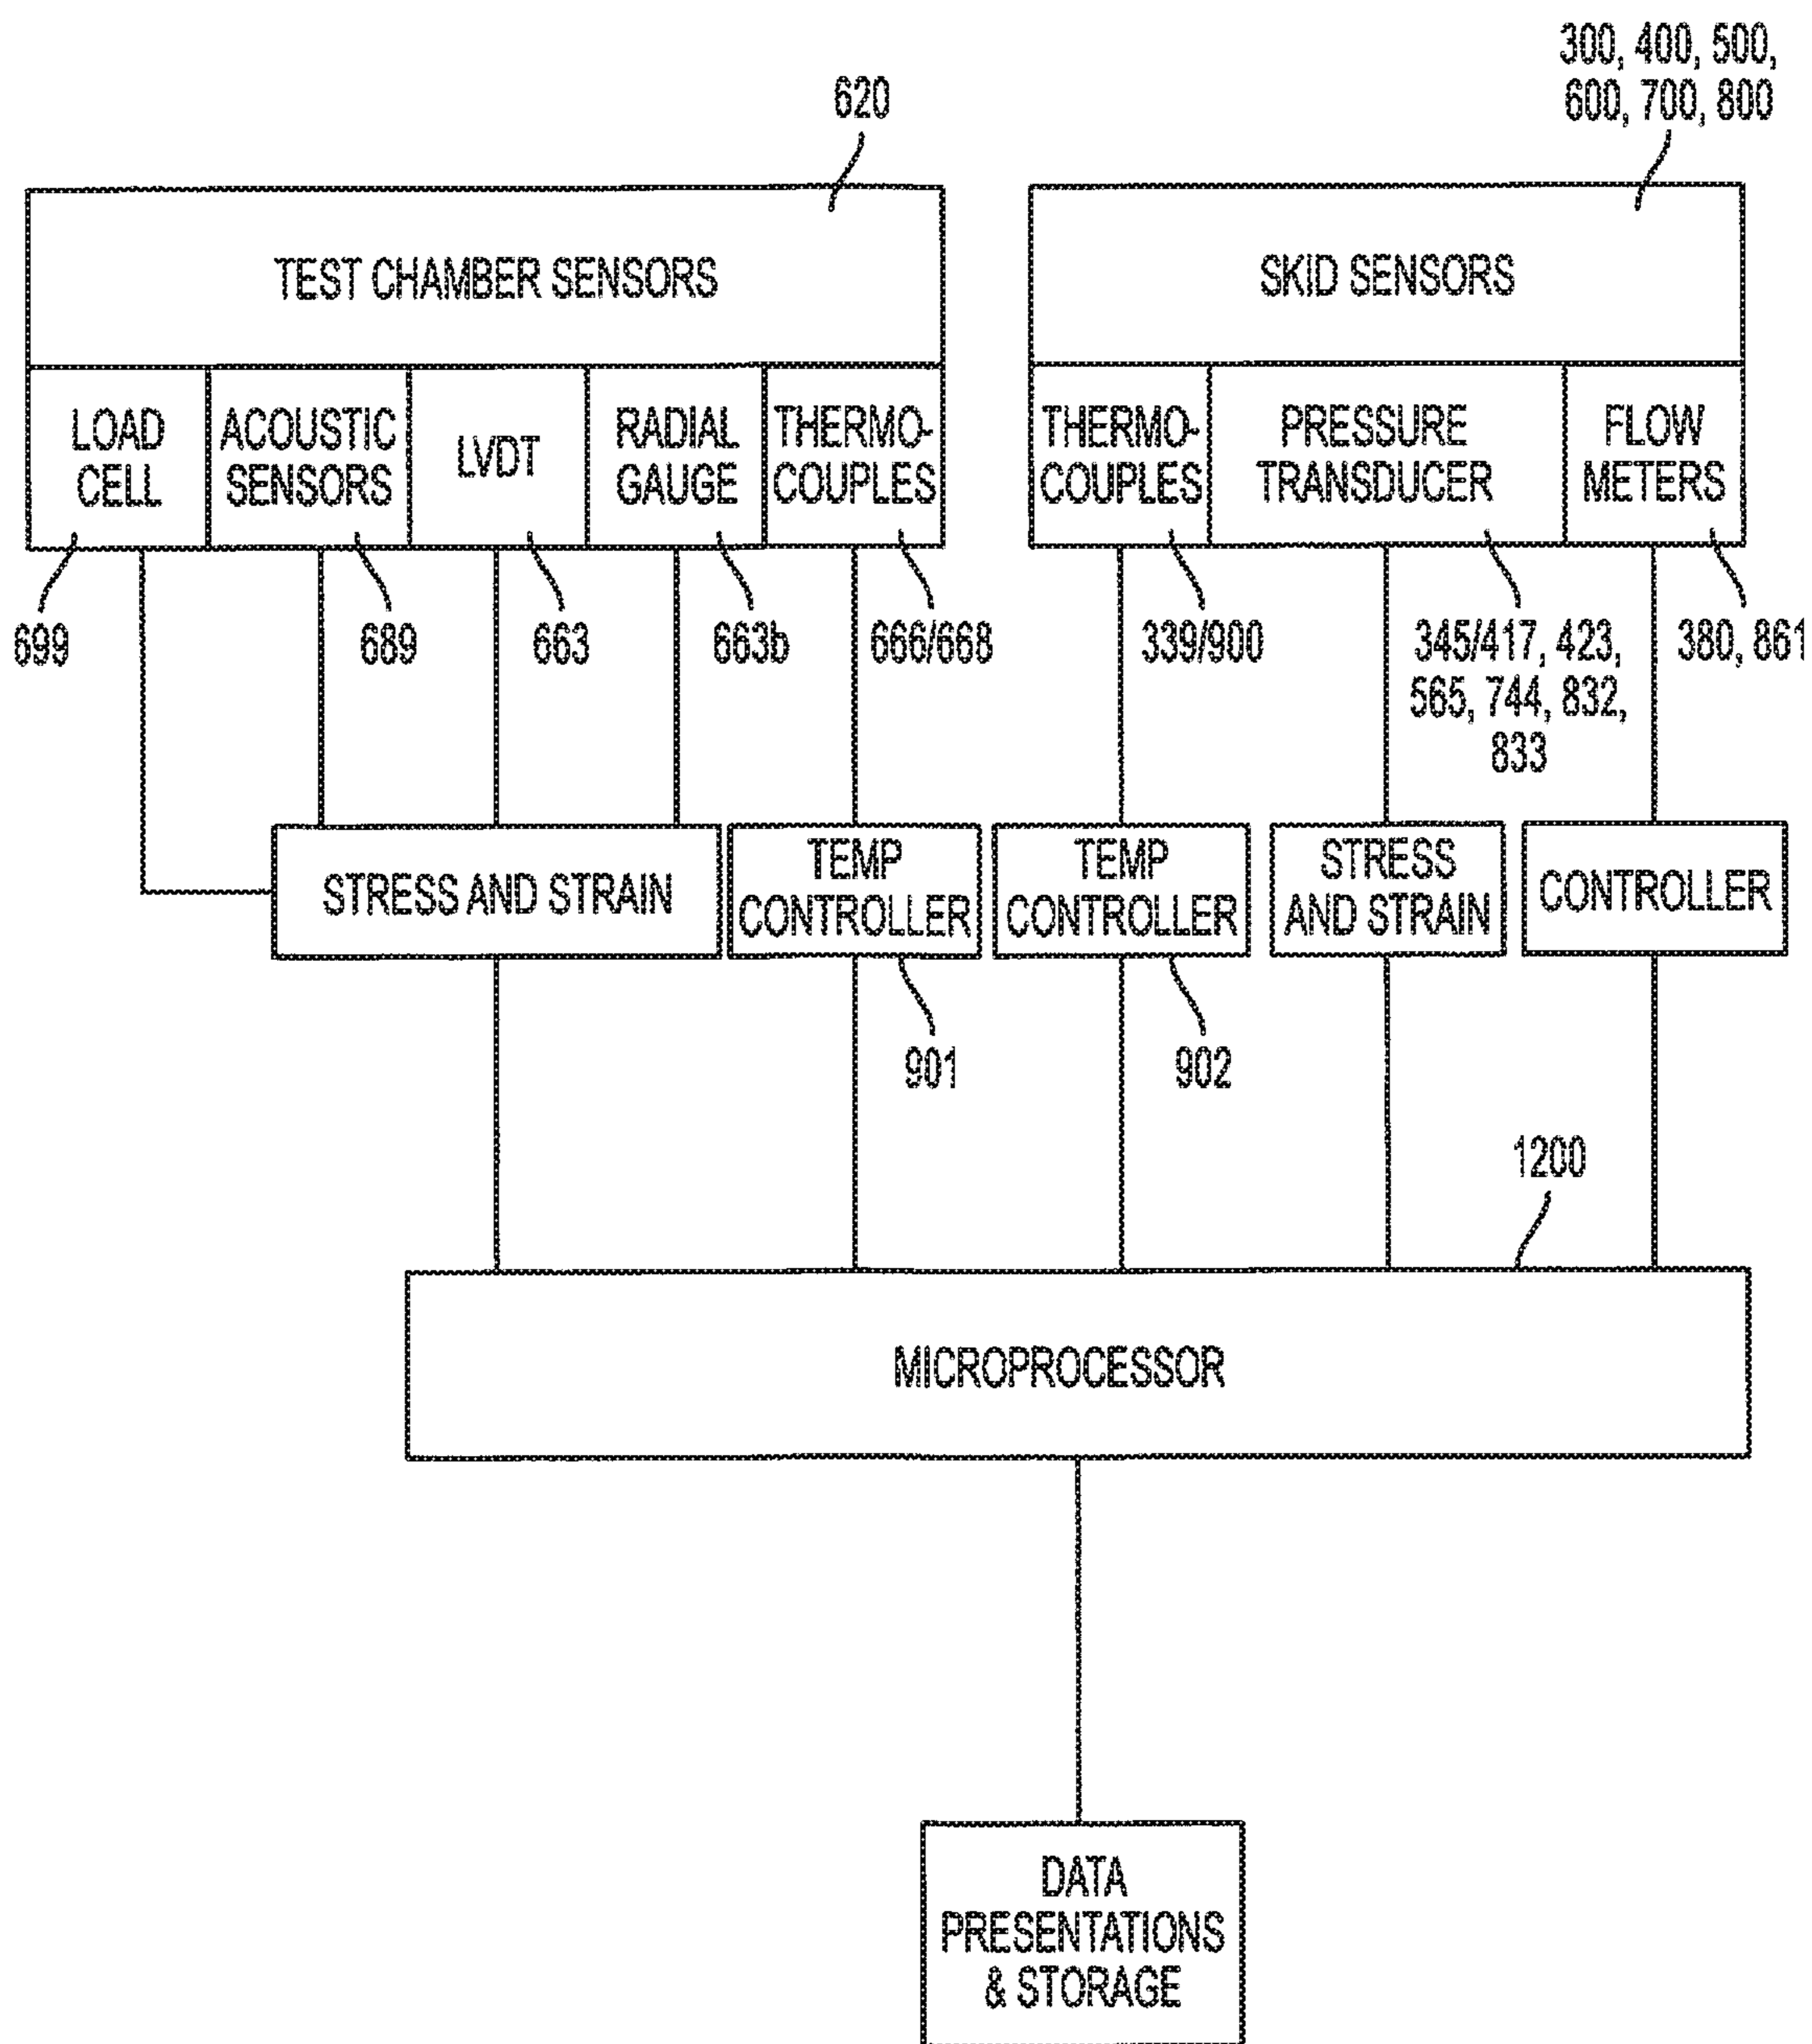 300, 400, 500,
600, 700, 800
620
TEST CHAMBER SENSORS
SKID SENSORS
LOAD
CELL
ACOUSTIC
SENSORS
LVDT
RADIAL
GAUGE
THERMO-
COUPLES
THERMO-
COUPLES
PRESSURE
TRANSDUCER
FLOW
METERS
699
689
663
663b
666/668
339/900
345/417, 423,
565, 744, 832,
833
380, 861
STRESS AND STRAIN
TEMP
CONTROLLER
TEMP
CONTROLLER
STRESS
AND STRAIN
CONTROLLER
901
902
1200
MICROPROCESSOR
DATA
PRESENTATIONS
& STORAGE